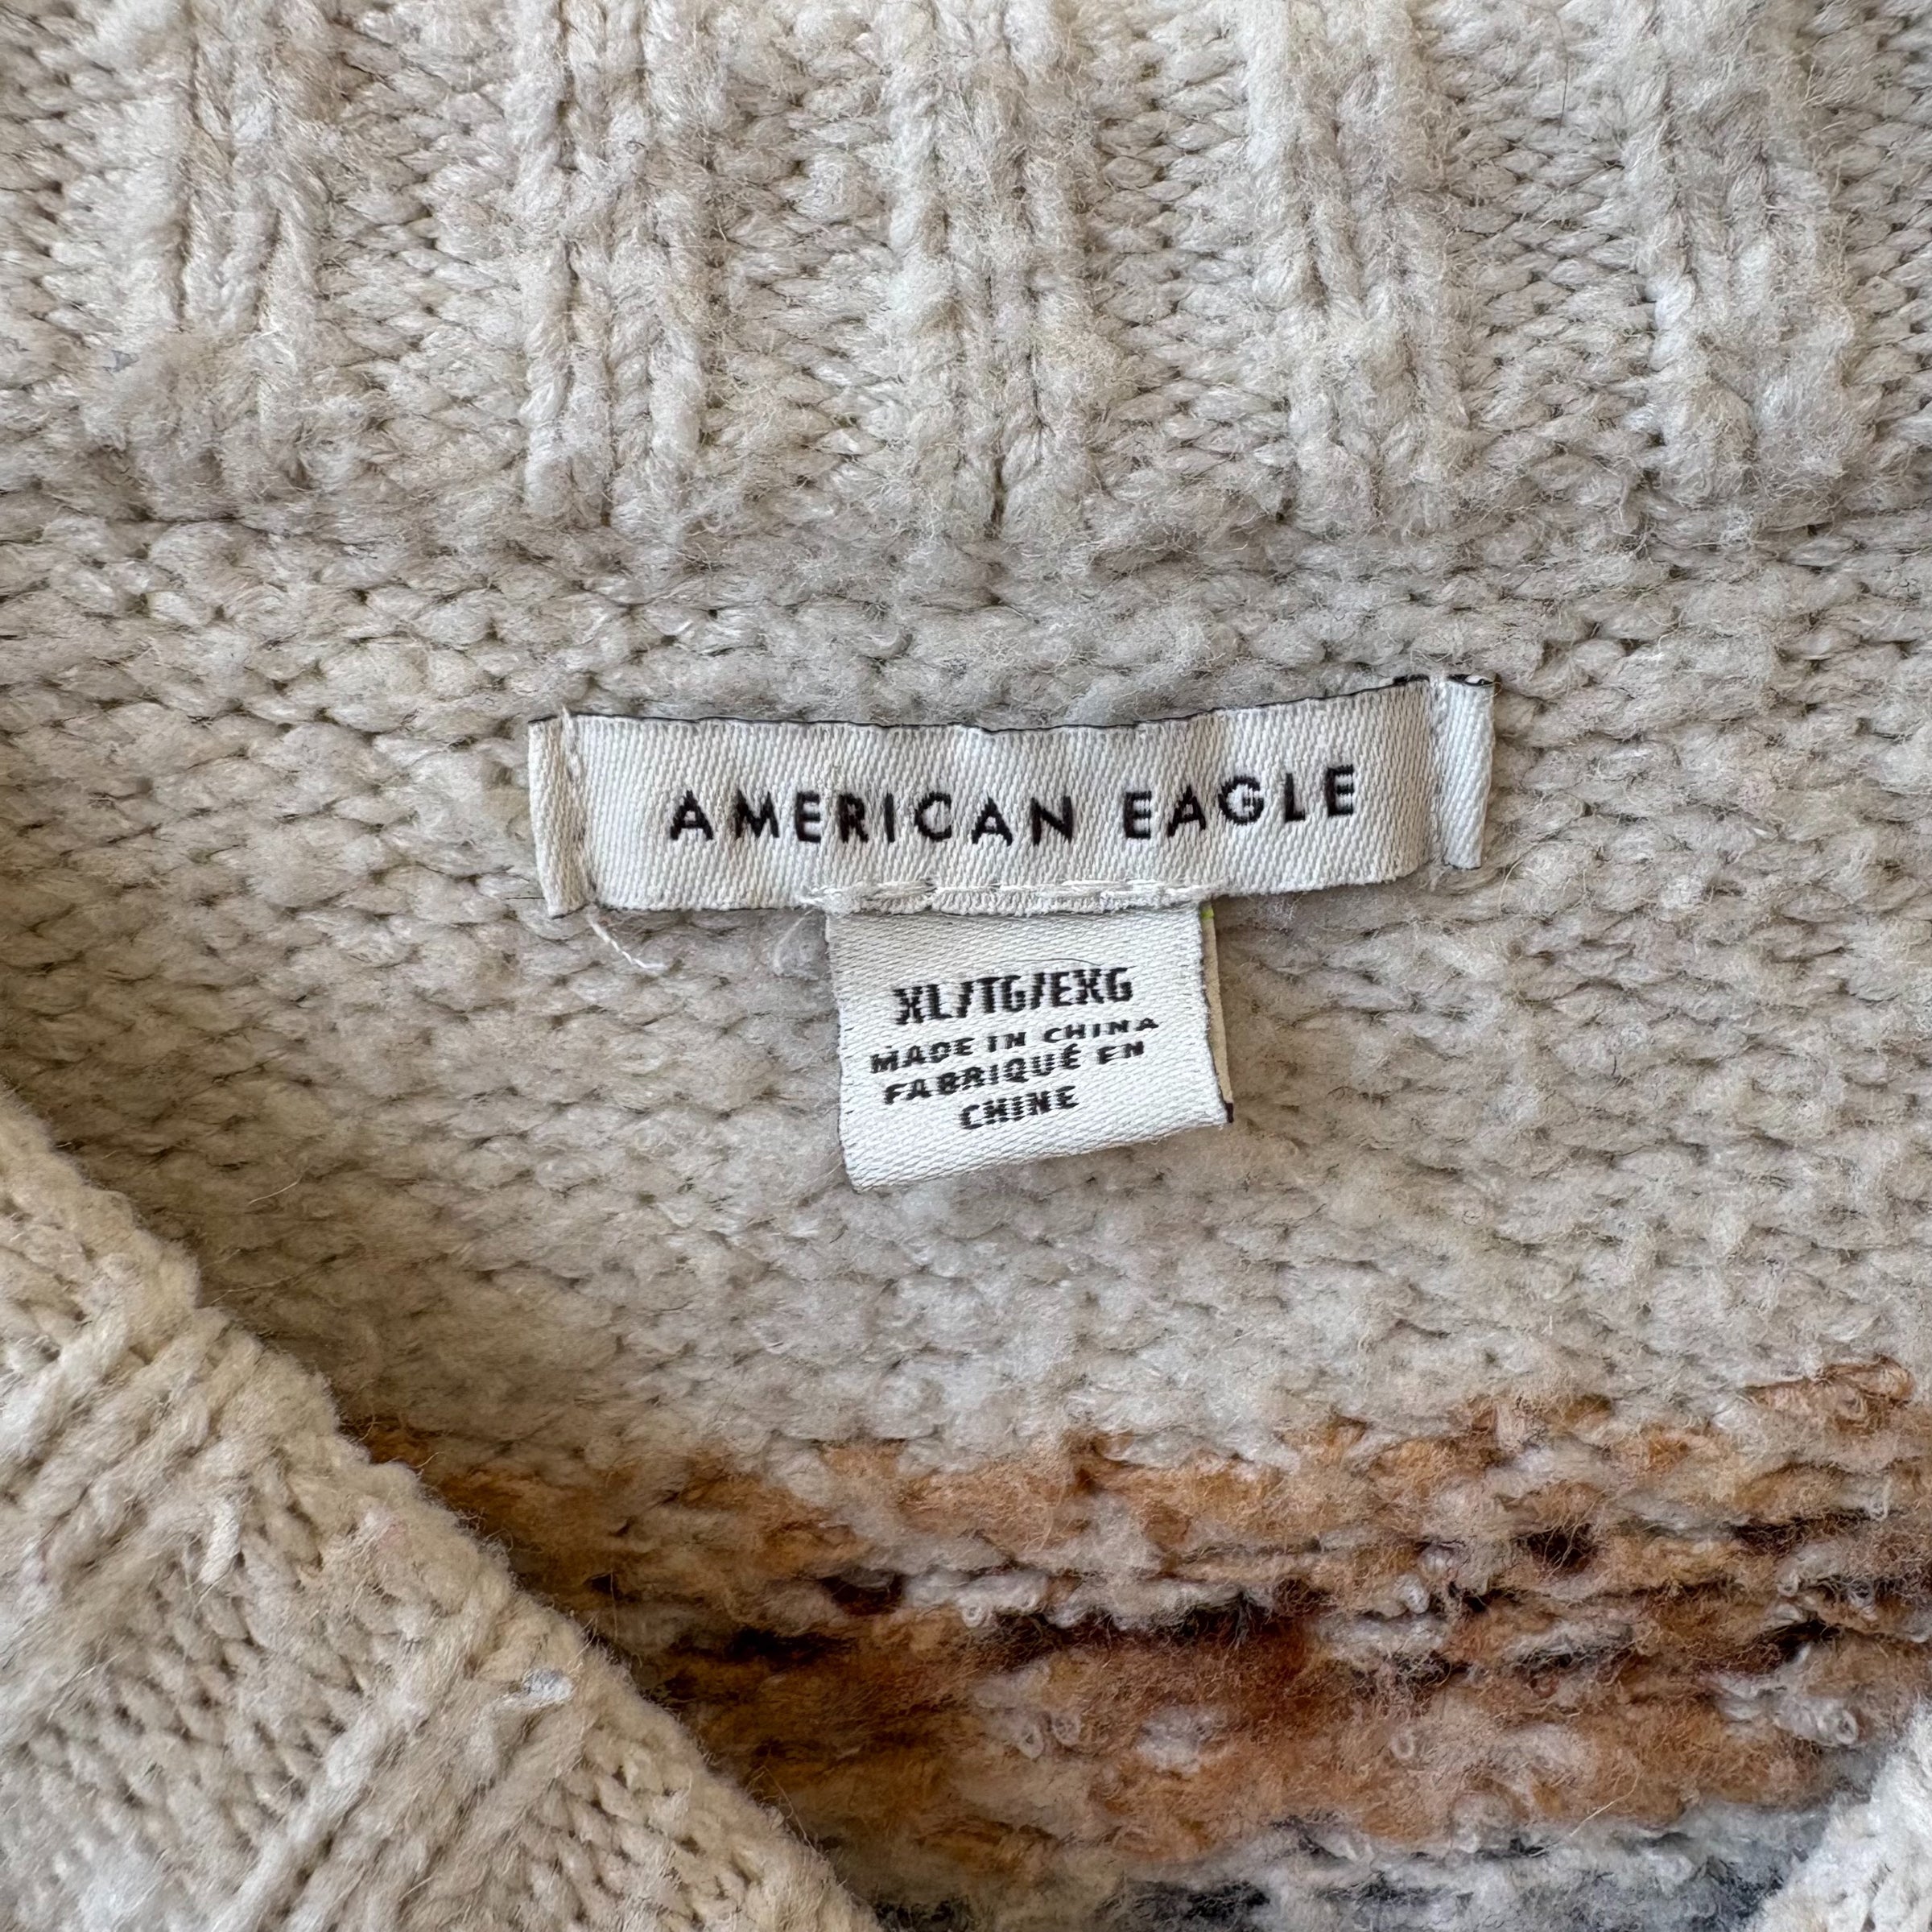 AMERICAN EAGLE
XL/TG/EXG
MADE IN CHINA
FABRIQUÉ EN
CHINE